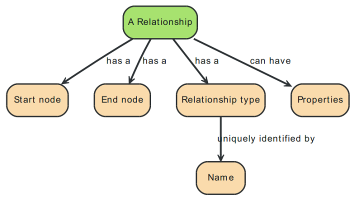 A Relationship
has a
has a
has a
can have
Start node
End node
Relationship type
Properties
uniquely identified by
Name